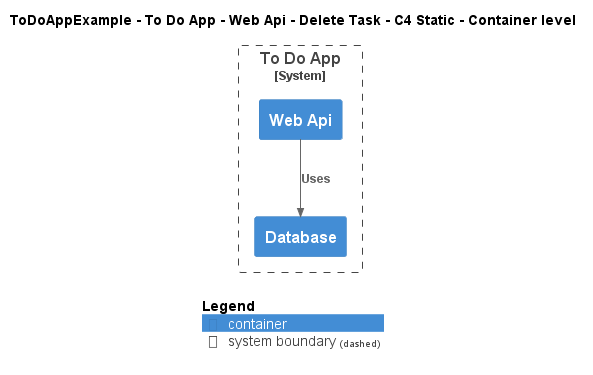 ToDoAppExample - To Do App - Web Api - Delete Task - C4 Static - Container level
To Do App
[System]
Web Api
Uses
Database
Legend
container
system boundary (dashed)